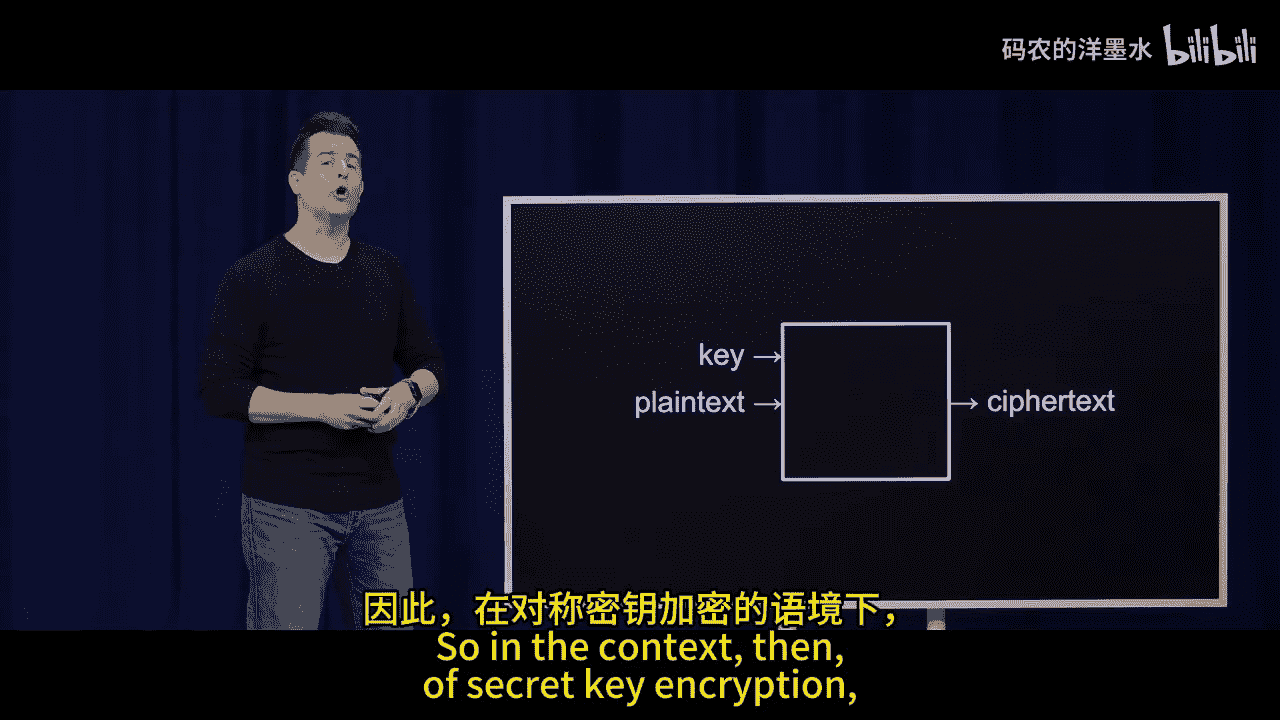 码农的洋墨水 bilibili
key →
plaintext →
→ ciphertext
因此，在对称密钥加密的语境下，
So in the context, then,
of secret key encryption,